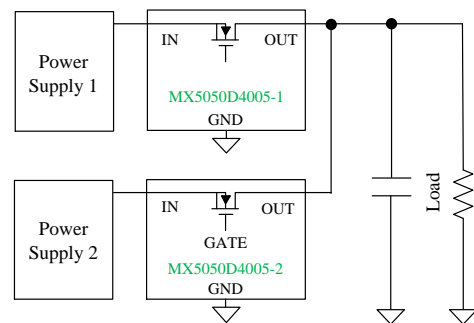 IN
OUT
Power
Supply 1
MX5050D4005-1
GND
IN
OUT
Power
Supply 2
GATE
MX5050D4005-2
GND
Load